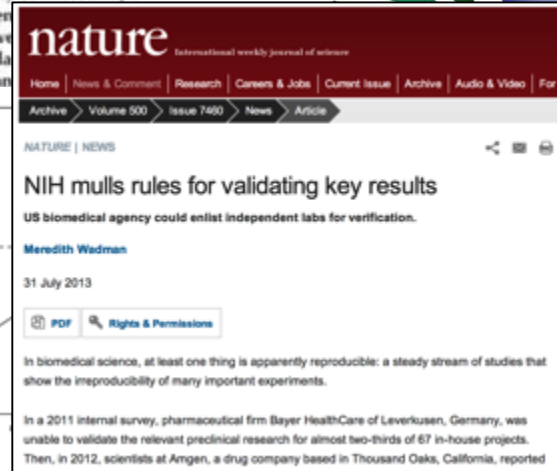 nature International weekly journal of science
Home | News & Comment | Research | Careers & Jobs | Current Issue | Archive | Audio & Video | For
Archive Volume 500 Issue 7460 News Article
NATURE | NEWS
NIH mulls rules for validating key results
US biomedical agency could enlist independent labs for verification.
Meredith Wadman
31 July 2013
PDF Rights & Permissions
In biomedical science, at least one thing is apparently reproducible: a steady stream of studies that
show the irreproducibility of many important experiments.
In a 2011 internal survey, pharmaceutical firm Bayer HealthCare of Leverkusen, Germany, was
unable to validate the relevant preclinical research for almost two-thirds of 67 in-house projects.
Then, in 2012, scientists at Amgen, a drug company based in Thousand Oaks, California, reported